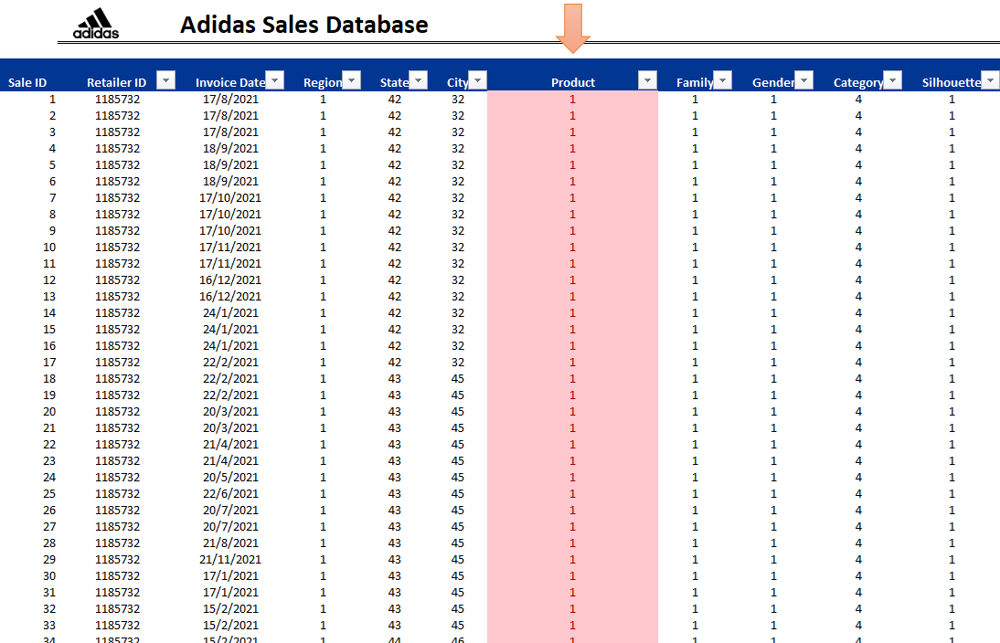 adidas
Adidas Sales Database
Sale ID Retailer ID Invoice Date Region State City Product Family Gender Category Silhouette
1 1185732 17/8/2021 1 42 32 1 1 1 4 1
2 1185732 17/8/2021 1 42 32 1 1 1 4 1
3 1185732 17/8/2021 1 42 32 1 1 1 4 1
4 1185732 18/9/2021 1 42 32 1 1 1 4 1
5 1185732 18/9/2021 1 42 32 1 1 1 4 1
6 1185732 18/9/2021 1 42 32 1 1 1 4 1
7 1185732 17/10/2021 1 42 32 1 1 1 4 1
8 1185732 17/10/2021 1 42 32 1 1 1 4 1
9 1185732 17/10/2021 1 42 32 1 1 1 4 1
10 1185732 17/11/2021 1 42 32 1 1 1 4 1
11 1185732 17/11/2021 1 42 32 1 1 1 4 1
12 1185732 16/12/2021 1 42 32 1 1 1 4 1
13 1185732 16/12/2021 1 42 32 1 1 1 4 1
14 1185732 24/1/2021 1 42 32 1 1 1 4 1
15 1185732 24/1/2021 1 42 32 1 1 1 4 1
16 1185732 24/1/2021 1 42 32 1 1 1 4 1
17 1185732 22/2/2021 1 42 32 1 1 1 4 1
18 1185732 22/2/2021 1 43 45 1 1 1 4 1
19 1185732 22/2/2021 1 43 45 1 1 1 4 1
20 1185732 20/3/2021 1 43 45 1 1 1 4 1
21 1185732 20/3/2021 1 43 45 1 1 1 4 1
22 1185732 21/4/2021 1 43 45 1 1 1 4 1
23 1185732 21/4/2021 1 43 45 1 1 1 4 1
24 1185732 20/5/2021 1 43 45 1 1 1 4 1
25 1185732 22/6/2021 1 43 45 1 1 1 4 1
26 1185732 20/7/2021 1 43 45 1 1 1 4 1
27 1185732 20/7/2021 1 43 45 1 1 1 4 1
28 1185732 21/8/2021 1 43 45 1 1 1 4 1
29 1185732 21/11/2021 1 43 45 1 1 1 4 1
30 1185732 17/1/2021 1 43 45 1 1 1 4 1
31 1185732 17/1/2021 1 43 45 1 1 1 4 1
32 1185732 15/2/2021 1 43 45 1 1 1 4 1
33 1185732 15/2/2021 1 43 45 1 1 1 4 1
34 1185732 15/2/2021 1 44 46 1 1 1 4 1